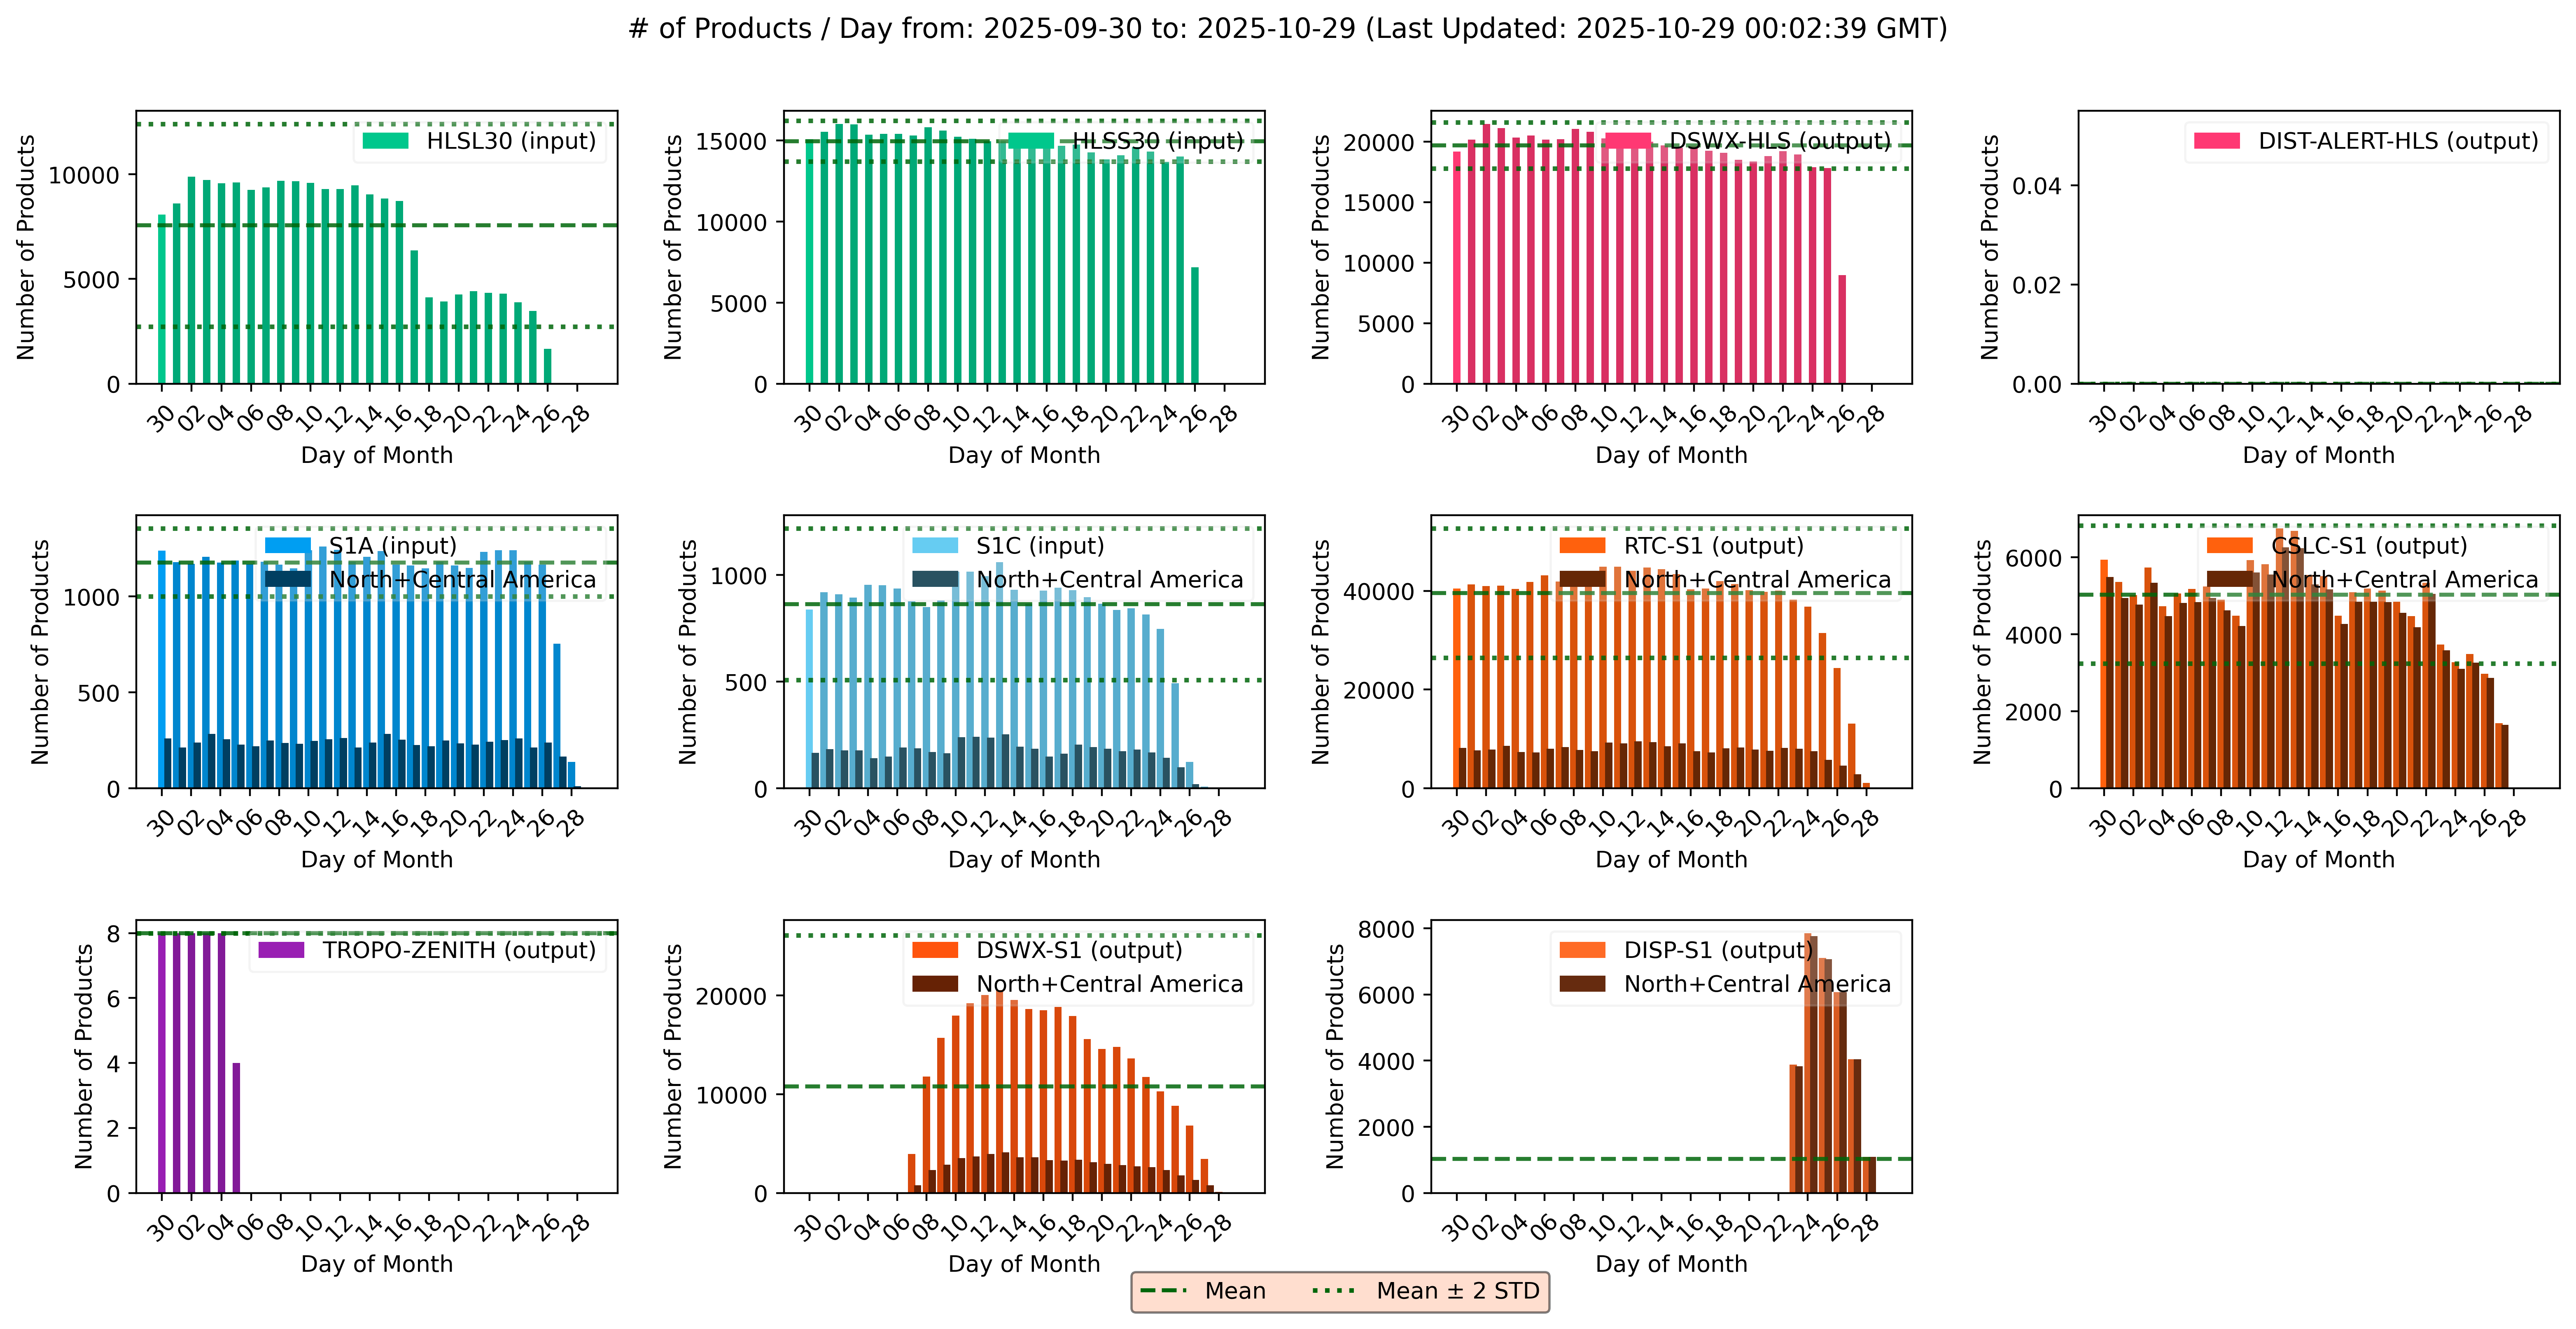 # of Products / Day from: 2025-09-30 to: 2025-10-29 (Last Updated: 2025-10-29 00:02:39 GMT)
Number of Products
10000
5000
0
HLSL30 (input)
30 02 04 06 08 10 12 14 16 18 20 22 24 26 28
Day of Month
Number of Products
15000
10000
5000
0
HLSS30 (input)
30 02 04 06 08 10 12 14 16 18 20 22 24 26 28
Day of Month
Number of Products
20000
15000
10000
5000
0
DSWX-HLS (output)
30 02 04 06 08 10 12 14 16 18 20 22 24 26 28
Day of Month
Number of Products
0.04
0.02
0.00
DIST-ALERT-HLS (output)
30 02 04 06 08 10 12 14 16 18 20 22 24 26 28
Day of Month
Number of Products
1000
500
0
S1A (input)
North+Central America
30 02 04 06 08 10 12 14 16 18 20 22 24 26 28
Day of Month
Number of Products
1000
500
0
S1C (input)
North+Central America
30 02 04 06 08 10 12 14 16 18 20 22 24 26 28
Day of Month
Number of Products
40000
20000
0
RTC-S1 (output)
North+Central America
30 02 04 06 08 10 12 14 16 18 20 22 24 26 28
Day of Month
Number of Products
6000
4000
2000
0
CSLC-S1 (output)
North+Central America
30 02 04 06 08 10 12 14 16 18 20 22 24 26 28
Day of Month
Number of Products
8
6
4
2
0
TROPO-ZENITH (output)
30 02 04 06 08 10 12 14 16 18 20 22 24 26 28
Day of Month
Number of Products
20000
10000
0
DSWX-S1 (output)
North+Central America
30 02 04 06 08 10 12 14 16 18 20 22 24 26 28
Day of Month
Number of Products
8000
6000
4000
2000
0
DISP-S1 (output)
North+Central America
30 02 04 06 08 10 12 14 16 18 20 22 24 26 28
Day of Month
Mean
Mean ± 2 STD